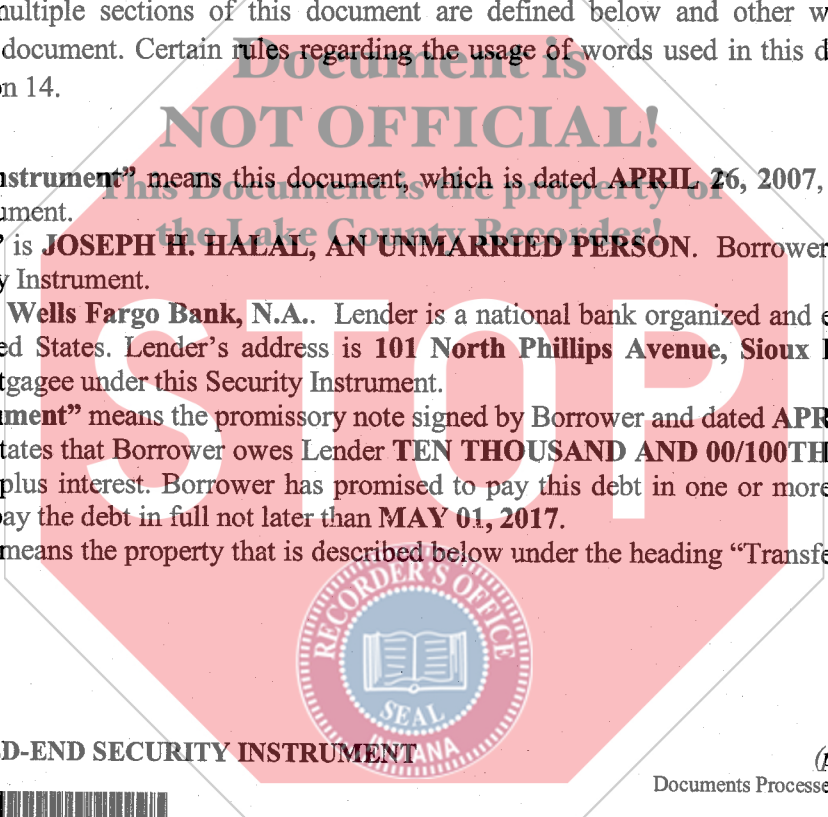 multiple sections of this document are defined below and other w
document. Certain rules regarding the usage of words used in this d
on 14.
Document is
NOT OFFICIAL!
This Document is the property of
the Lake County Recorder!
STOP
nstrument” means this document, which is dated APRIL 26, 2007,
ument.
” is JOSEPH H. HALAL, AN UNMARRIED PERSON. Borrower
y Instrument.
Wells Fargo Bank, N.A.. Lender is a national bank organized and e
ed States. Lender’s address is 101 North Phillips Avenue, Sioux
tgagee under this Security Instrument.
ument” means the promissory note signed by Borrower and dated APR
tates that Borrower owes Lender TEN THOUSAND AND 00/100TH
plus interest. Borrower has promised to pay this debt in one or more
pay the debt in full not later than MAY 01, 2017.
means the property that is described below under the heading “Transfe
RECORDER'S OFFICE
SEAL
INDIANA
D-END SECURITY INSTRUMENT
(p
Documents Processe